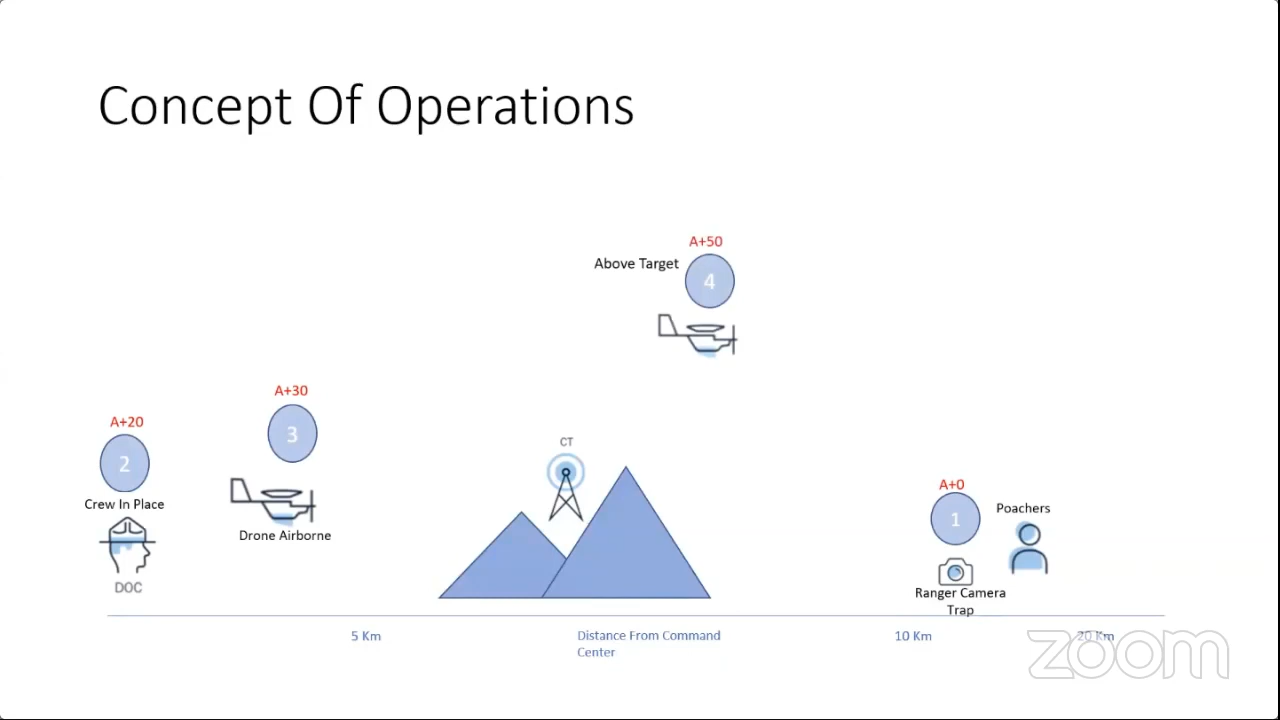 Concept Of Operations
A+50
Above Target
4
A+30
3
A+20
2
Crew In Place
DOC
Drone Airborne
CT
A+0
1
Poachers
Ranger Camera
Trap
5 Km
Distance From Command
Center
10 Km
20 Km
zoom